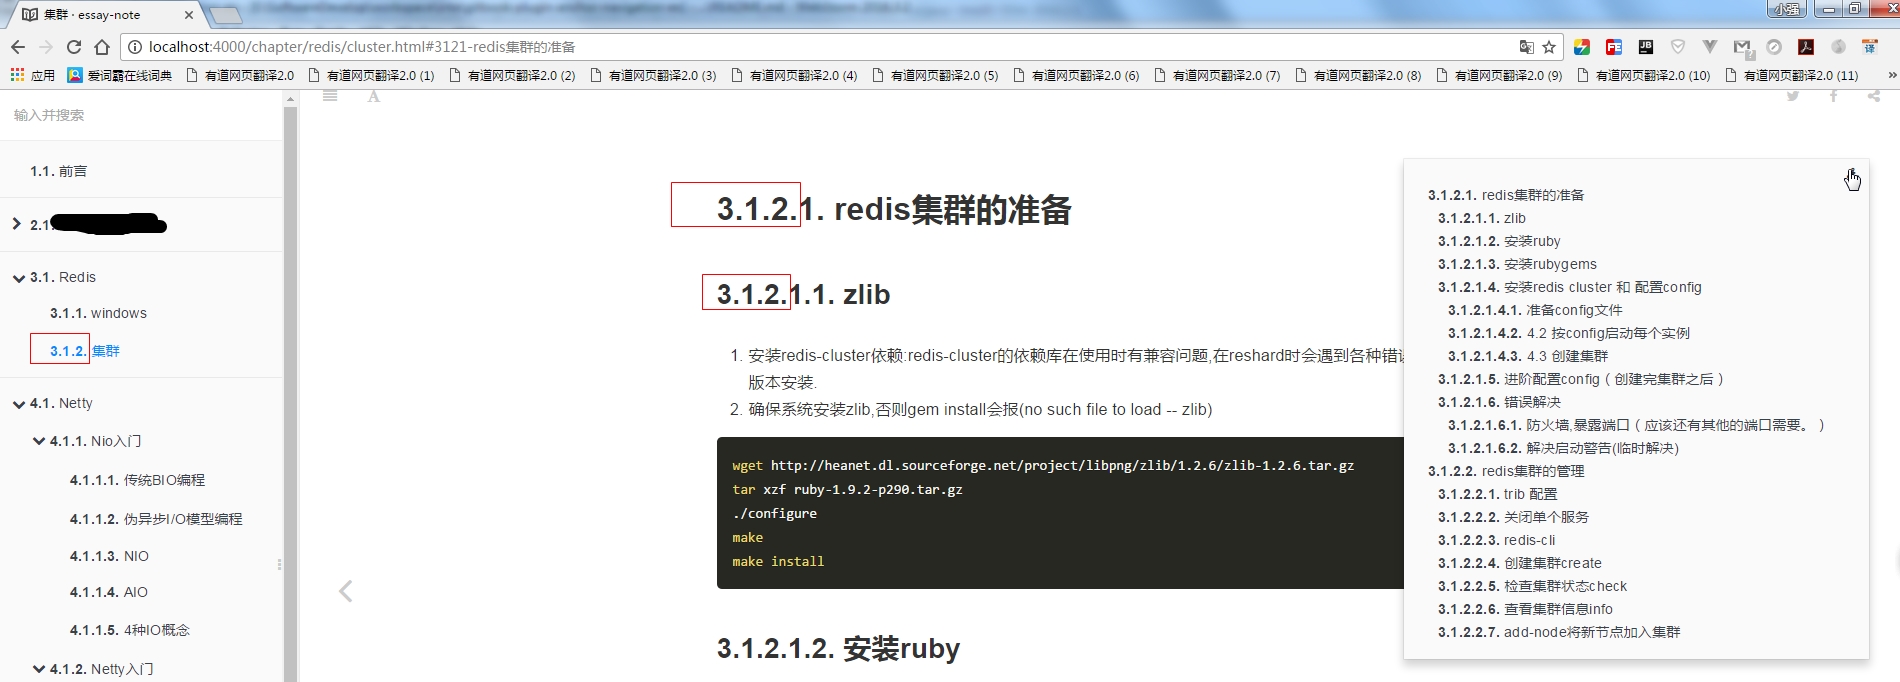 集群 · essay-note
小强
localhost:4000/chapter/redis/cluster.html#3121-redis集群的准备
应用
爱词霸在线词典
有道网页翻译2.0
有道网页翻译2.0 (1)
有道网页翻译2.0 (2)
有道网页翻译2.0 (3)
有道网页翻译2.0 (4)
有道网页翻译2.0 (5)
有道网页翻译2.0 (6)
有道网页翻译2.0 (7)
有道网页翻译2.0 (8)
有道网页翻译2.0 (9)
有道网页翻译2.0 (10)
有道网页翻译2.0 (11)
输入并搜索
1.1. 前言
2.1
3.1. Redis
3.1.1. windows
3.1.2. 集群
4.1. Netty
4.1.1. Nio入门
4.1.1.1. 传统BIO编程
4.1.1.2. 伪异步I/O模型编程
4.1.1.3. NIO
4.1.1.4. AIO
4.1.1.5. 4种IO概念
4.1.2. Netty入门
A
3.1.2.1. redis集群的准备
3.1.2.1.1. zlib
1. 安装redis-cluster依赖:redis-cluster的依赖库在使用时有兼容问题,在reshard时会遇到各种错
版本安装.
2. 确保系统安装zlib,否则gem install会报(no such file to load -- zlib)
wget http://heanet.dl.sourceforge.net/project/libpng/zlib/1.2.6/zlib-1.2.6.tar.gz
tar xzf ruby-1.9.2-p290.tar.gz
./configure
make
make install
3.1.2.1.2. 安装ruby
3.1.2.1. redis集群的准备
3.1.2.1.1. zlib
3.1.2.1.2. 安装ruby
3.1.2.1.3. 安装rubygems
3.1.2.1.4. 安装redis cluster 和 配置config
3.1.2.1.4.1. 准备config文件
3.1.2.1.4.2. 4.2 按config启动每个实例
3.1.2.1.4.3. 4.3 创建集群
3.1.2.1.5. 进阶配置config（创建完集群之后）
3.1.2.1.6. 错误解决
3.1.2.1.6.1. 防火墙,暴露端口（应该还有其他的端口需要。）
3.1.2.1.6.2. 解决启动警告(临时解决)
3.1.2.2. redis集群的管理
3.1.2.2.1. trib 配置
3.1.2.2.2. 关闭单个服务
3.1.2.2.3. redis-cli
3.1.2.2.4. 创建集群create
3.1.2.2.5. 检查集群状态check
3.1.2.2.6. 查看集群信息info
3.1.2.2.7. add-node将新节点加入集群